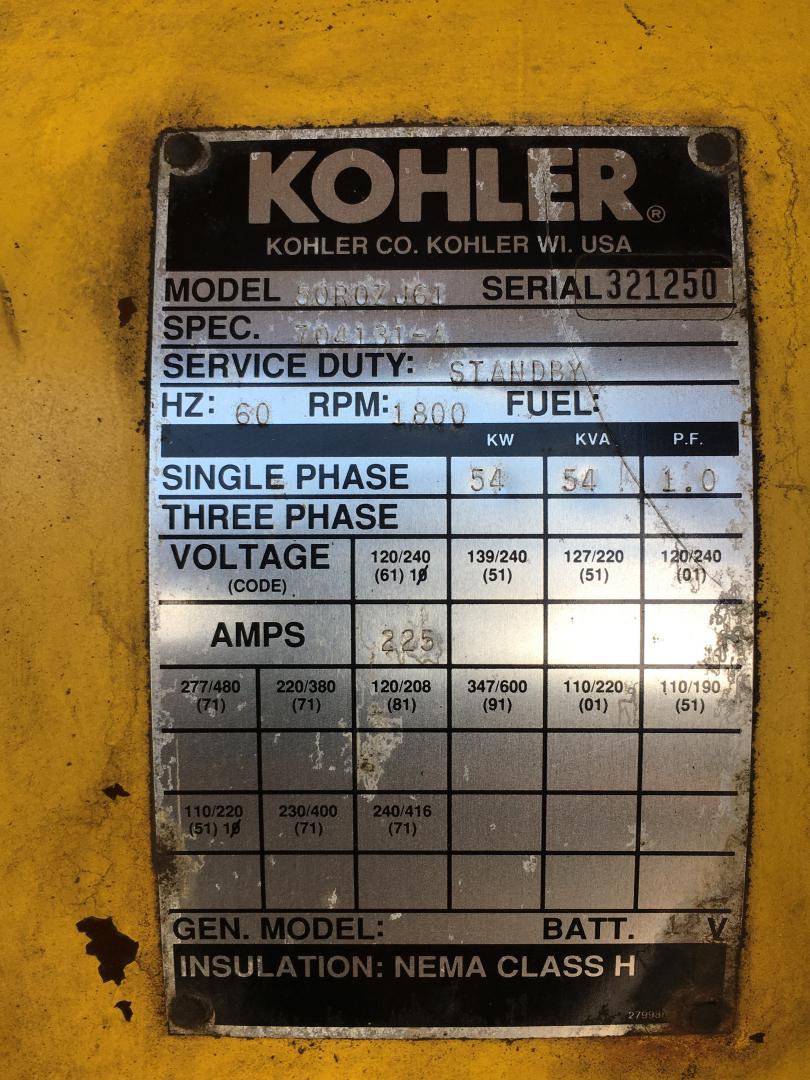 KOHLER®
KOHLER CO. KOHLER WI. USA
MODEL 50ROZJ61 SERIAL 321250
SPEC. 704131-A
SERVICE DUTY: STANDBY
HZ: 60 RPM: 1800 FUEL:
KW KVA P.F.
SINGLE PHASE 54 54 1.0
THREE PHASE
VOLTAGE 120/240 139/240 127/220 120/240
(CODE) (61) 1Ø (51) (51) (01)
AMPS 225
277/480 220/380 120/208 347/600 110/220 110/190
(71) (71) (81) (91) (01) (51)
110/220 230/400 240/416
(51) 1Ø (71) (71)
GEN. MODEL: BATT. 12 V
INSULATION: NEMA CLASS H